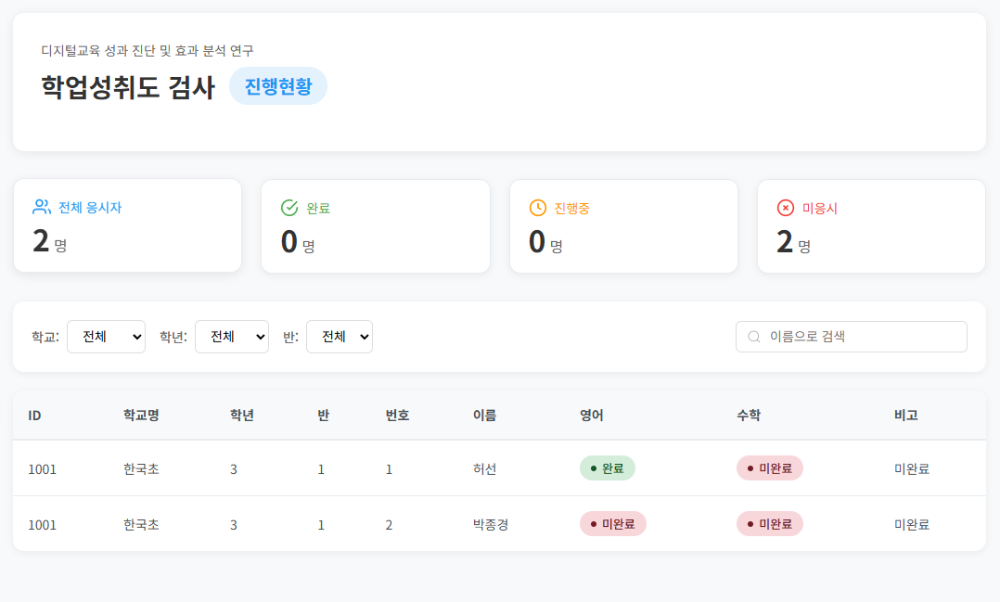 디지털교육 성과 진단 및 효과 분석 연구
학업성취도 검사 진행현황
전체 응시자 완료 진행중 미응시
2 명 0 명 0 명 2 명
학교: 전체 학년: 전체 반: 전체 이름으로 검색
ID 학교명 학년 반 번호 이름 영어 수학 비고
1001 한국초 3 1 1 허선 완료 미완료 미완료
1001 한국초 3 1 2 박종경 미완료 미완료 미완료